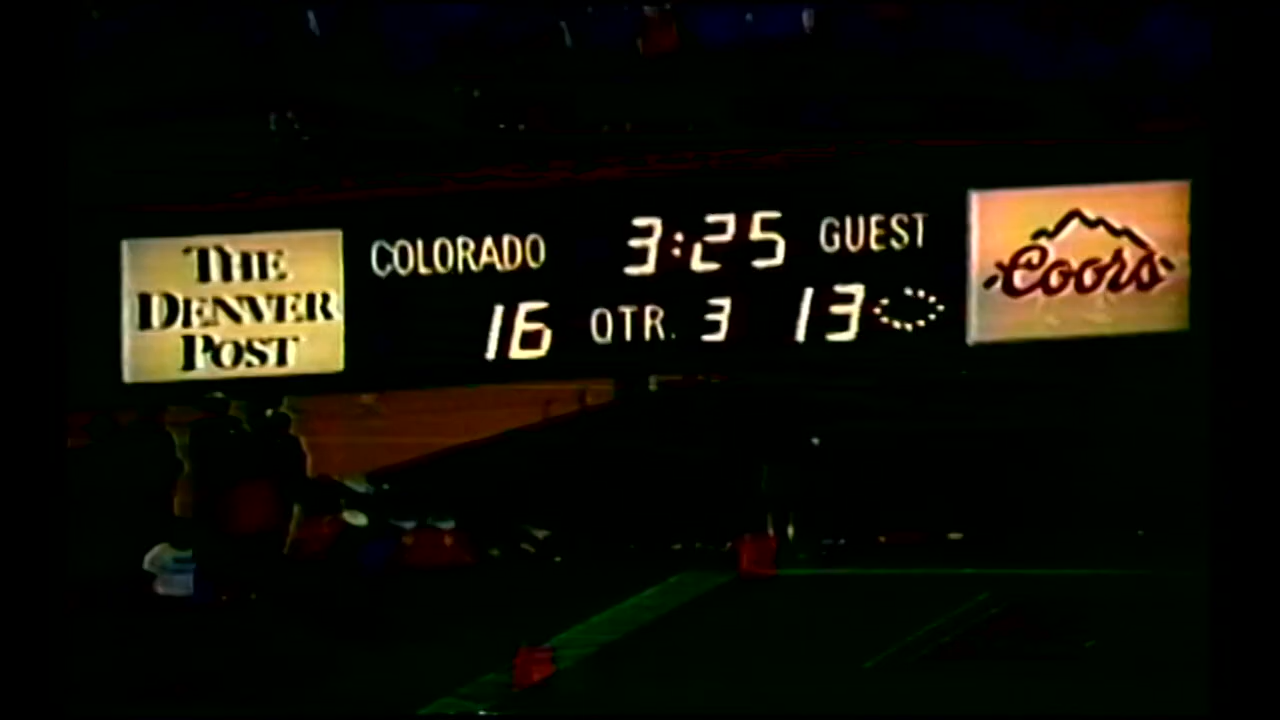 THE
DENVER
POST
COLORADO 3:25 GUEST
16 QTR. 3 13
Coors